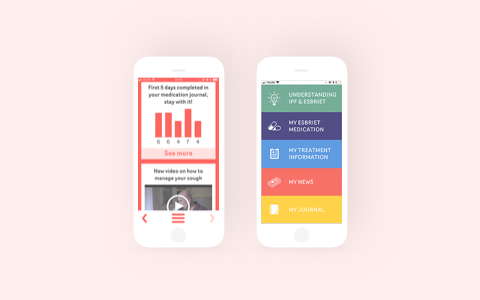 First 5 days completed in
your medication journal,
stay with it!
6 6 4 7 4
See more
New video on how to
manage your cough
UNDERSTANDING
IPF & ESBRIET
MY ESBRIET
MEDICATION
MY TREATMENT
INFORMATION
MY NEWS
MY JOURNAL